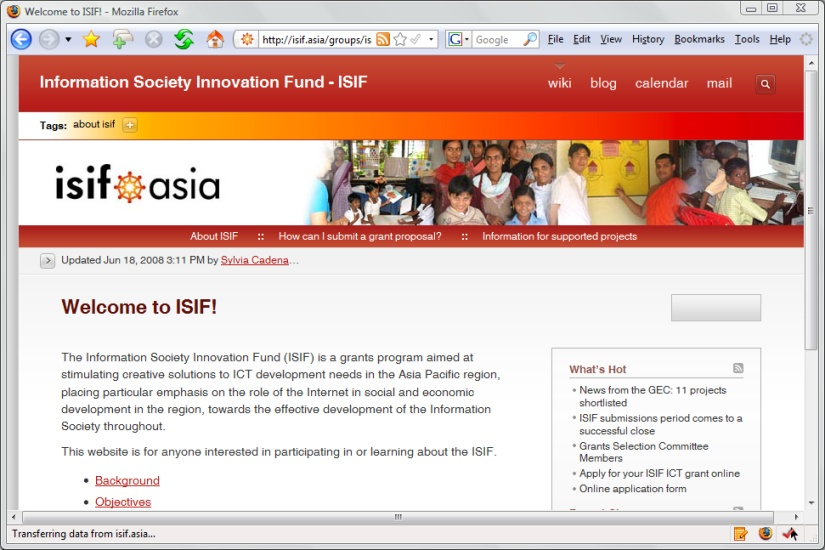 Welcome to ISIF! - Mozilla Firefox
http://isif.asia/groups/is
Google
File Edit View History Bookmarks Tools Help
Information Society Innovation Fund - ISIF
wiki blog calendar mail
Tags: about isif
isif asia
About ISIF :: How can I submit a grant proposal? :: Information for supported projects
Updated Jun 18, 2008 3:11 PM by Sylvia Cadena...
Welcome to ISIF!
The Information Society Innovation Fund (ISIF) is a grants program aimed at
stimulating creative solutions to ICT development needs in the Asia Pacific region,
placing particular emphasis on the role of the Internet in social and economic
development in the region, towards the effective development of the Information
Society throughout.
This website is for anyone interested in participating in or learning about the ISIF.
• Background
• Objectives
What's Hot
• News from the GEC: 11 projects
shortlisted
• ISIF submissions period comes to a
successful close
• Grants Selection Committee
Members
• Apply for your ISIF ICT grant online
• Online application form
Transferring data from isif.asia...